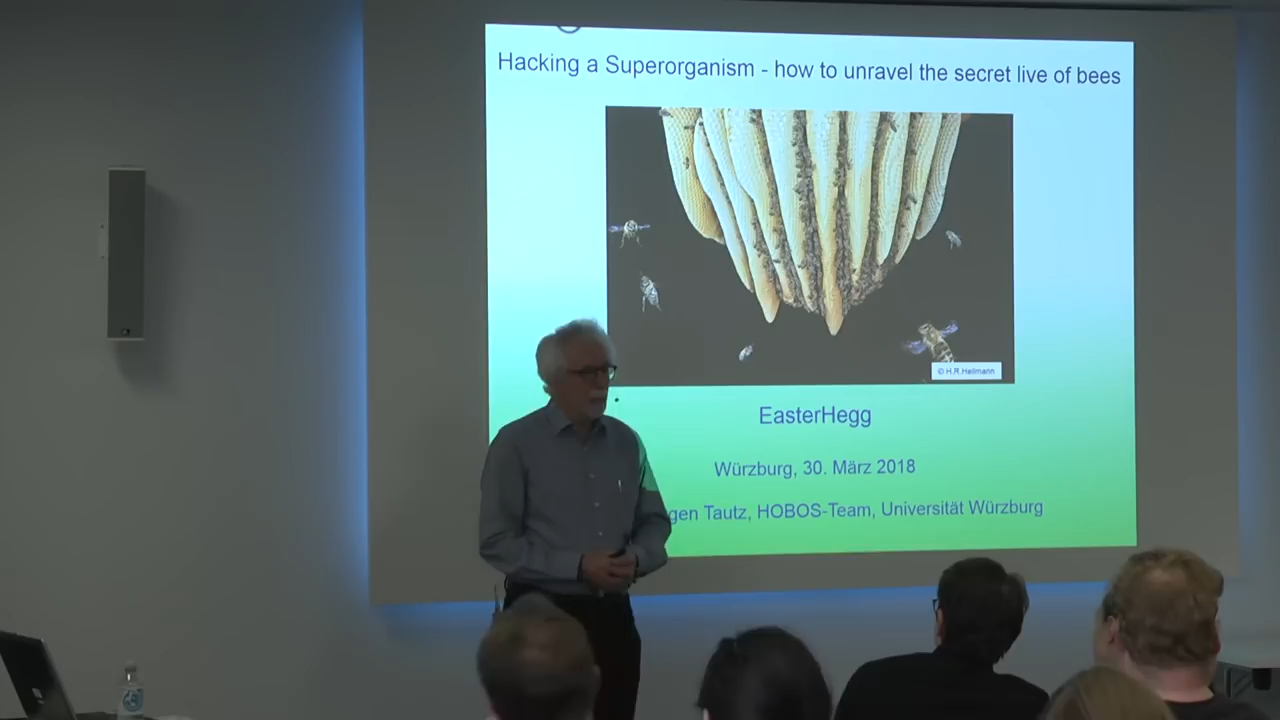 Hacking a Superorganism - how to unravel the secret live of bees
© H.R.Heilmann
EasterHegg
Würzburg, 30. März 2018
gen Tautz, HOBOS-Team, Universität Würzburg